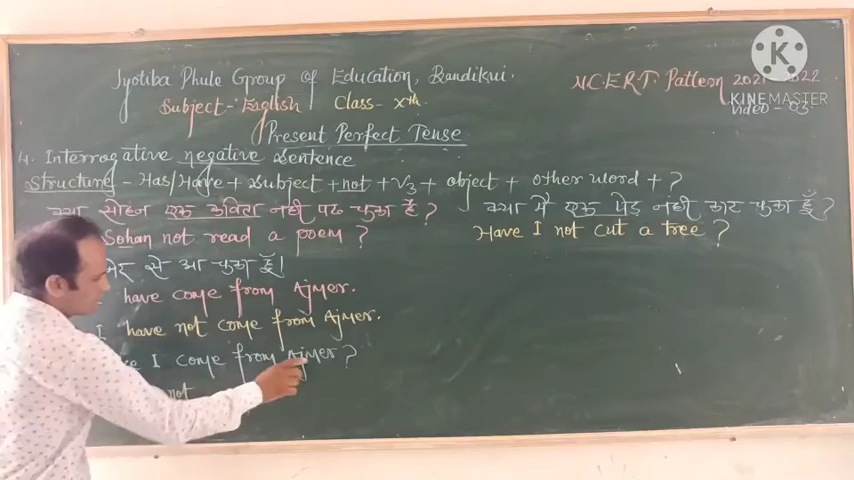 Jyotiba Phule Group of Education, Bandikui.
N.C.E.R.T. Pattern 2021-2022
K
KINEMASTER
Subject:- English Class- Xth
Video - 03
Present Perfect Tense
4. Interrogative negative Sentence
Structure - Has/Have + Subject + not + V3 + object + other word + ?
क्या सोहन एक कविता नहीं पढ चुका है ?
क्या मैं एक पेड़ नहीं काट चुका हूँ ?
Sohan not read a poem ?
Have I not cut a tree ?
से आ चुका हूँ।
have come from Ajmer.
I have not come from Ajmer.
I come from Ajmer ?
not